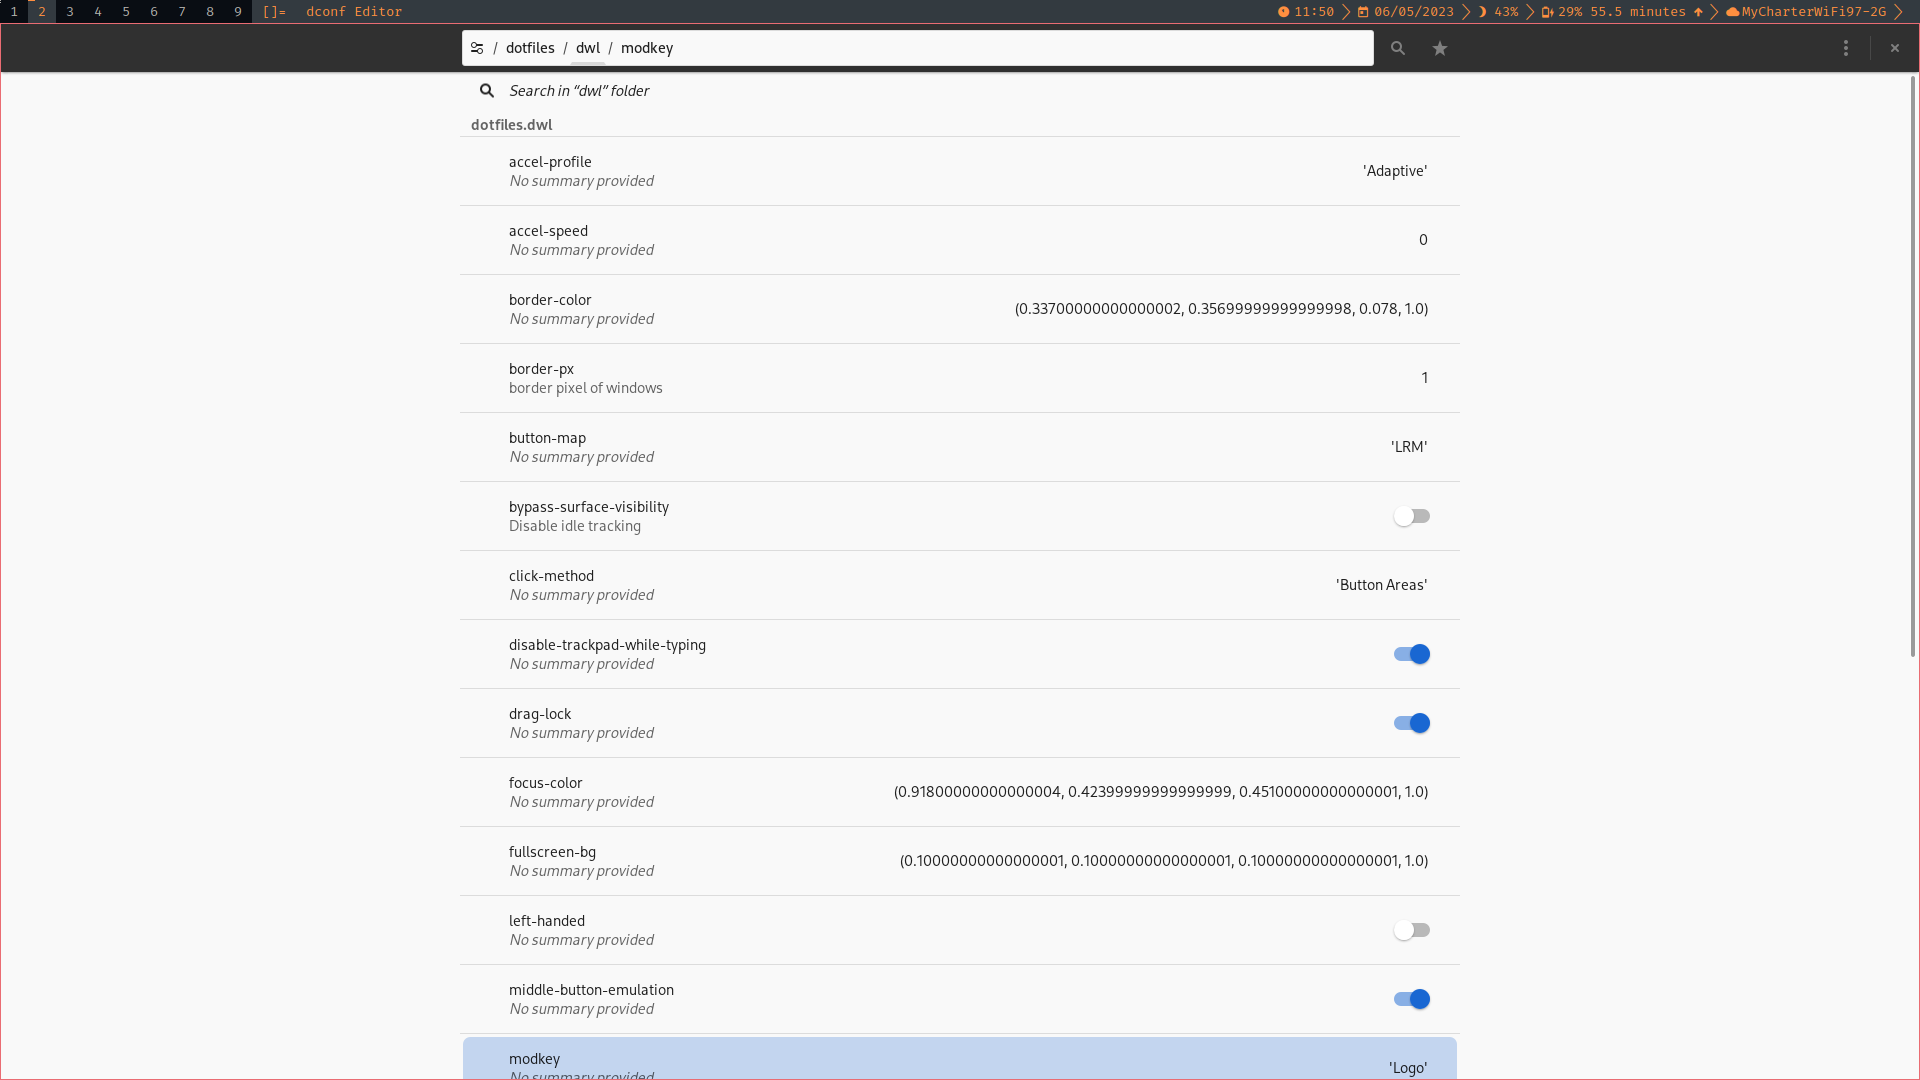 1 2 3 4 5 6 7 8 9 []= dconf Editor 11:50 06/05/2023 43% 29% 55.5 minutes MyCharterWiFi97-2G
/ dotfiles / dwl / modkey
Search in “dwl” folder
dotfiles.dwl
accel-profile
No summary provided
'Adaptive'
accel-speed
No summary provided
0
border-color
No summary provided
(0.33700000000000002, 0.35699999999999998, 0.078, 1.0)
border-px
border pixel of windows
1
button-map
No summary provided
'LRM'
bypass-surface-visibility
Disable idle tracking
click-method
No summary provided
'Button Areas'
disable-trackpad-while-typing
No summary provided
drag-lock
No summary provided
focus-color
No summary provided
(0.91800000000000004, 0.42399999999999999, 0.45100000000000001, 1.0)
fullscreen-bg
No summary provided
(0.10000000000000001, 0.10000000000000001, 0.10000000000000001, 1.0)
left-handed
No summary provided
middle-button-emulation
No summary provided
modkey
No summary provided
'Logo'